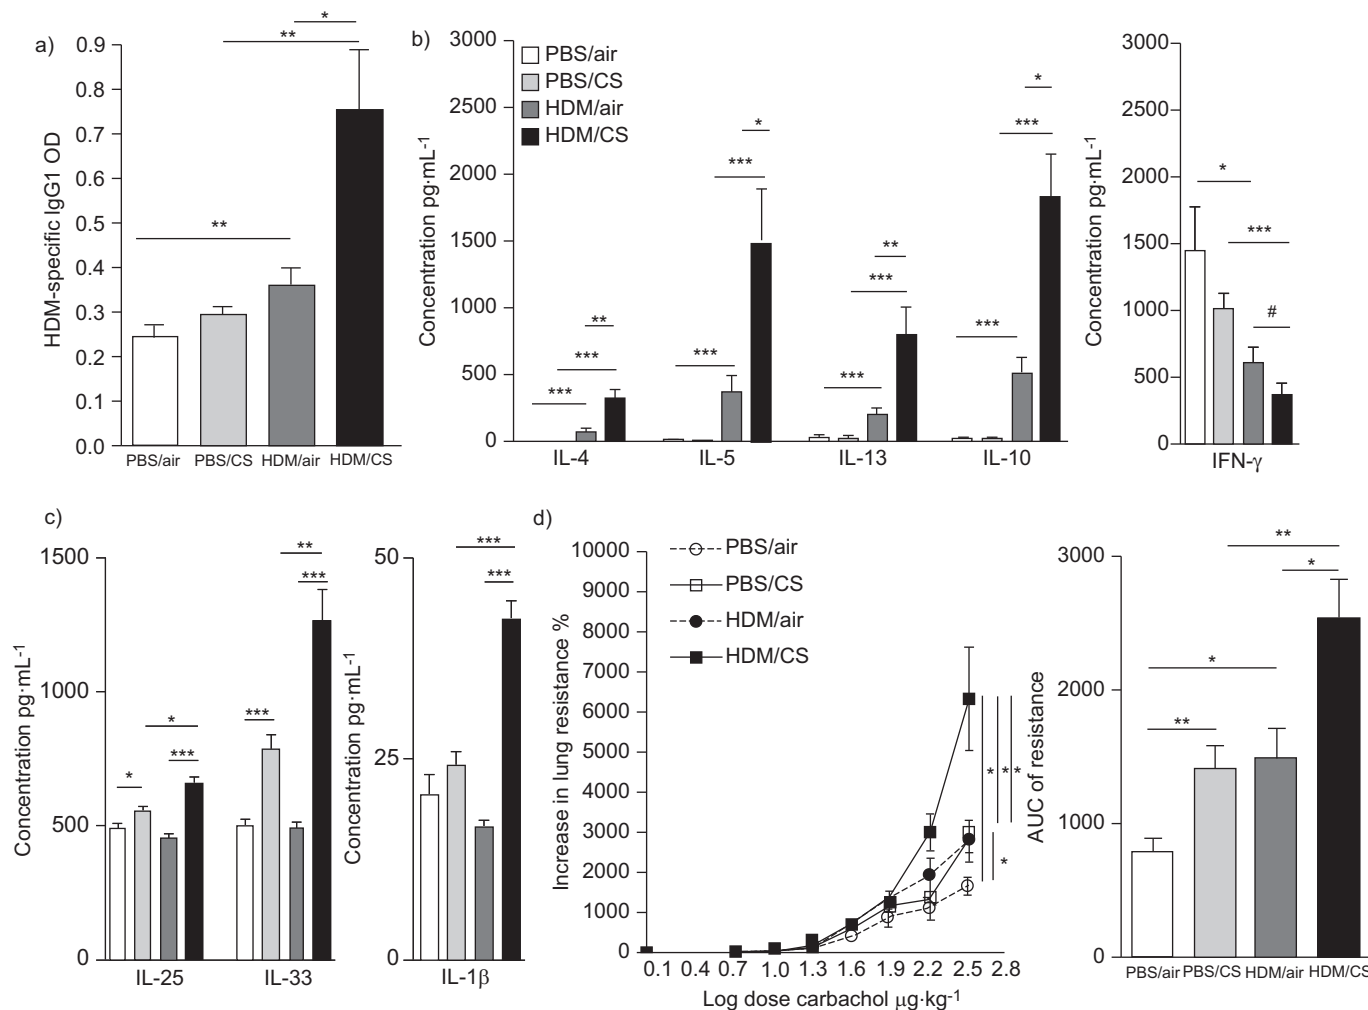 a)
HDM-specific IgG1 OD
0.9
0.8
0.7
0.6
0.5
0.4
0.3
0.2
0.1
0.0
**
**
*
PBS/air PBS/CS HDM/air HDM/CS
b)
Concentration pg·mL-1
3000
2500
2000
1500
1000
500
0
PBS/air
PBS/CS
HDM/air
HDM/CS
***
***
**
***
***
*
***
***
**
***
***
*
IL-4 IL-5 IL-13 IL-10
Concentration pg·mL-1
3000
2000
1500
1000
500
0
*
***
#
IFN-γ
c)
Concentration pg·mL-1
1500
1000
500
0
*
*
***
***
**
***
IL-25 IL-33
Concentration pg·mL-1
50
25
0
***
***
IL-1β
d)
Increase in lung resistance %
10000
9000
8000
7000
6000
5000
4000
3000
2000
1000
0
PBS/air
PBS/CS
HDM/air
HDM/CS
* * *
*
0.1 0.4 0.7 1.0 1.3 1.6 1.9 2.2 2.5 2.8
Log dose carbachol μg·kg-1
AUC of resistance
3000
2000
1000
0
**
*
*
**
PBS/air PBS/CS HDM/air HDM/CS